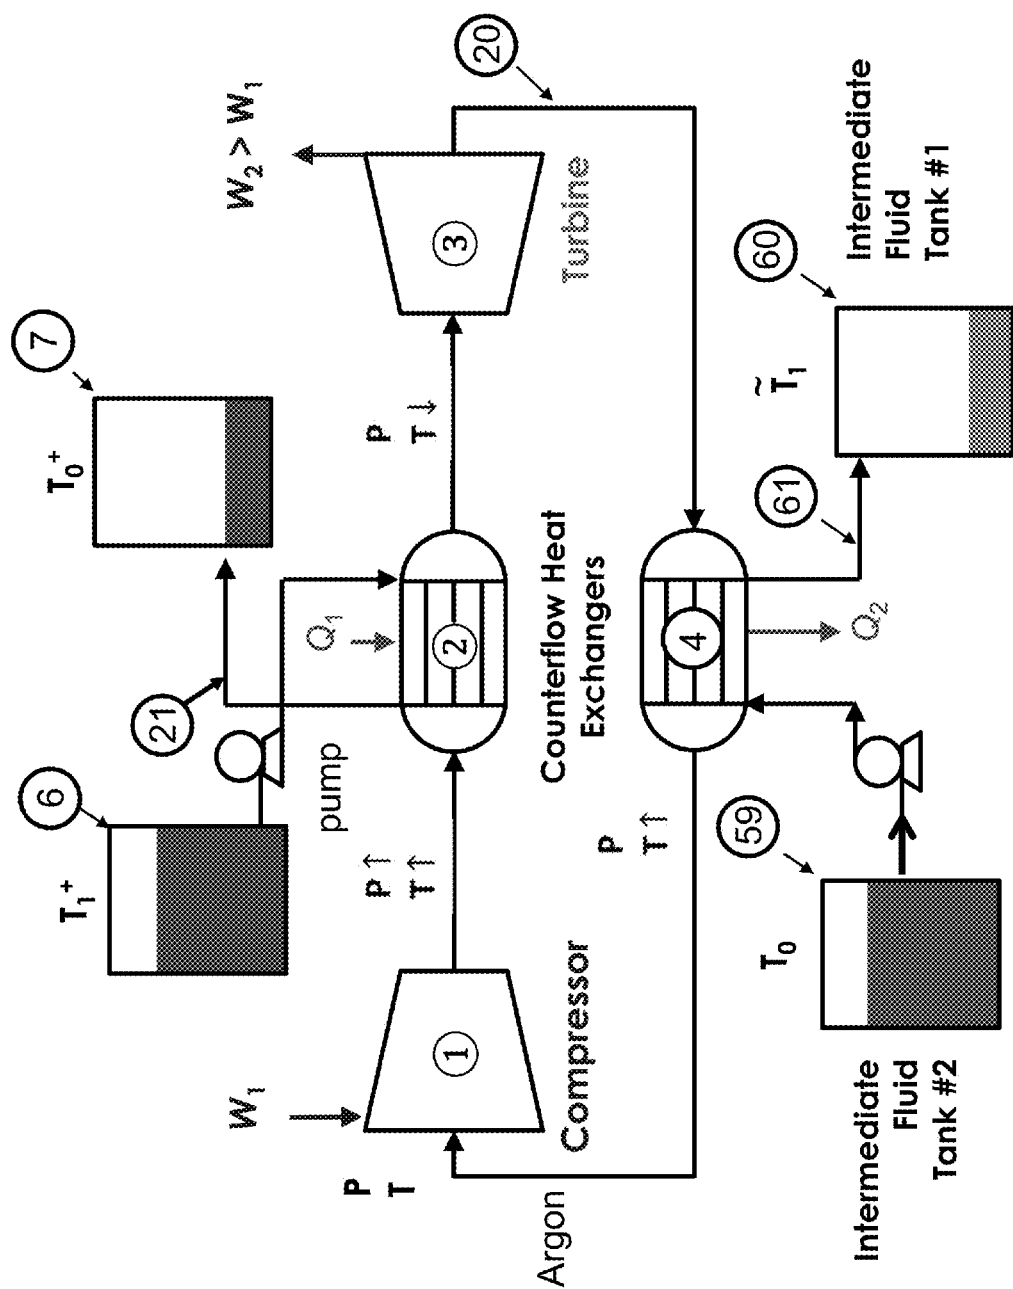 6
7
T₁⁺
T₀⁺
21
W₁
W₂ > W₁
pump
Q₁
20
P
T
P ↑
T ↑
P
T ↓
1
2
3
Argon
Compressor
Counterflow Heat
Exchangers
Turbine
P
T ↑
4
59
61
60
T₀
T̃₁
Q₂
Intermediate
Fluid
Tank #2
Intermediate
Fluid
Tank #1